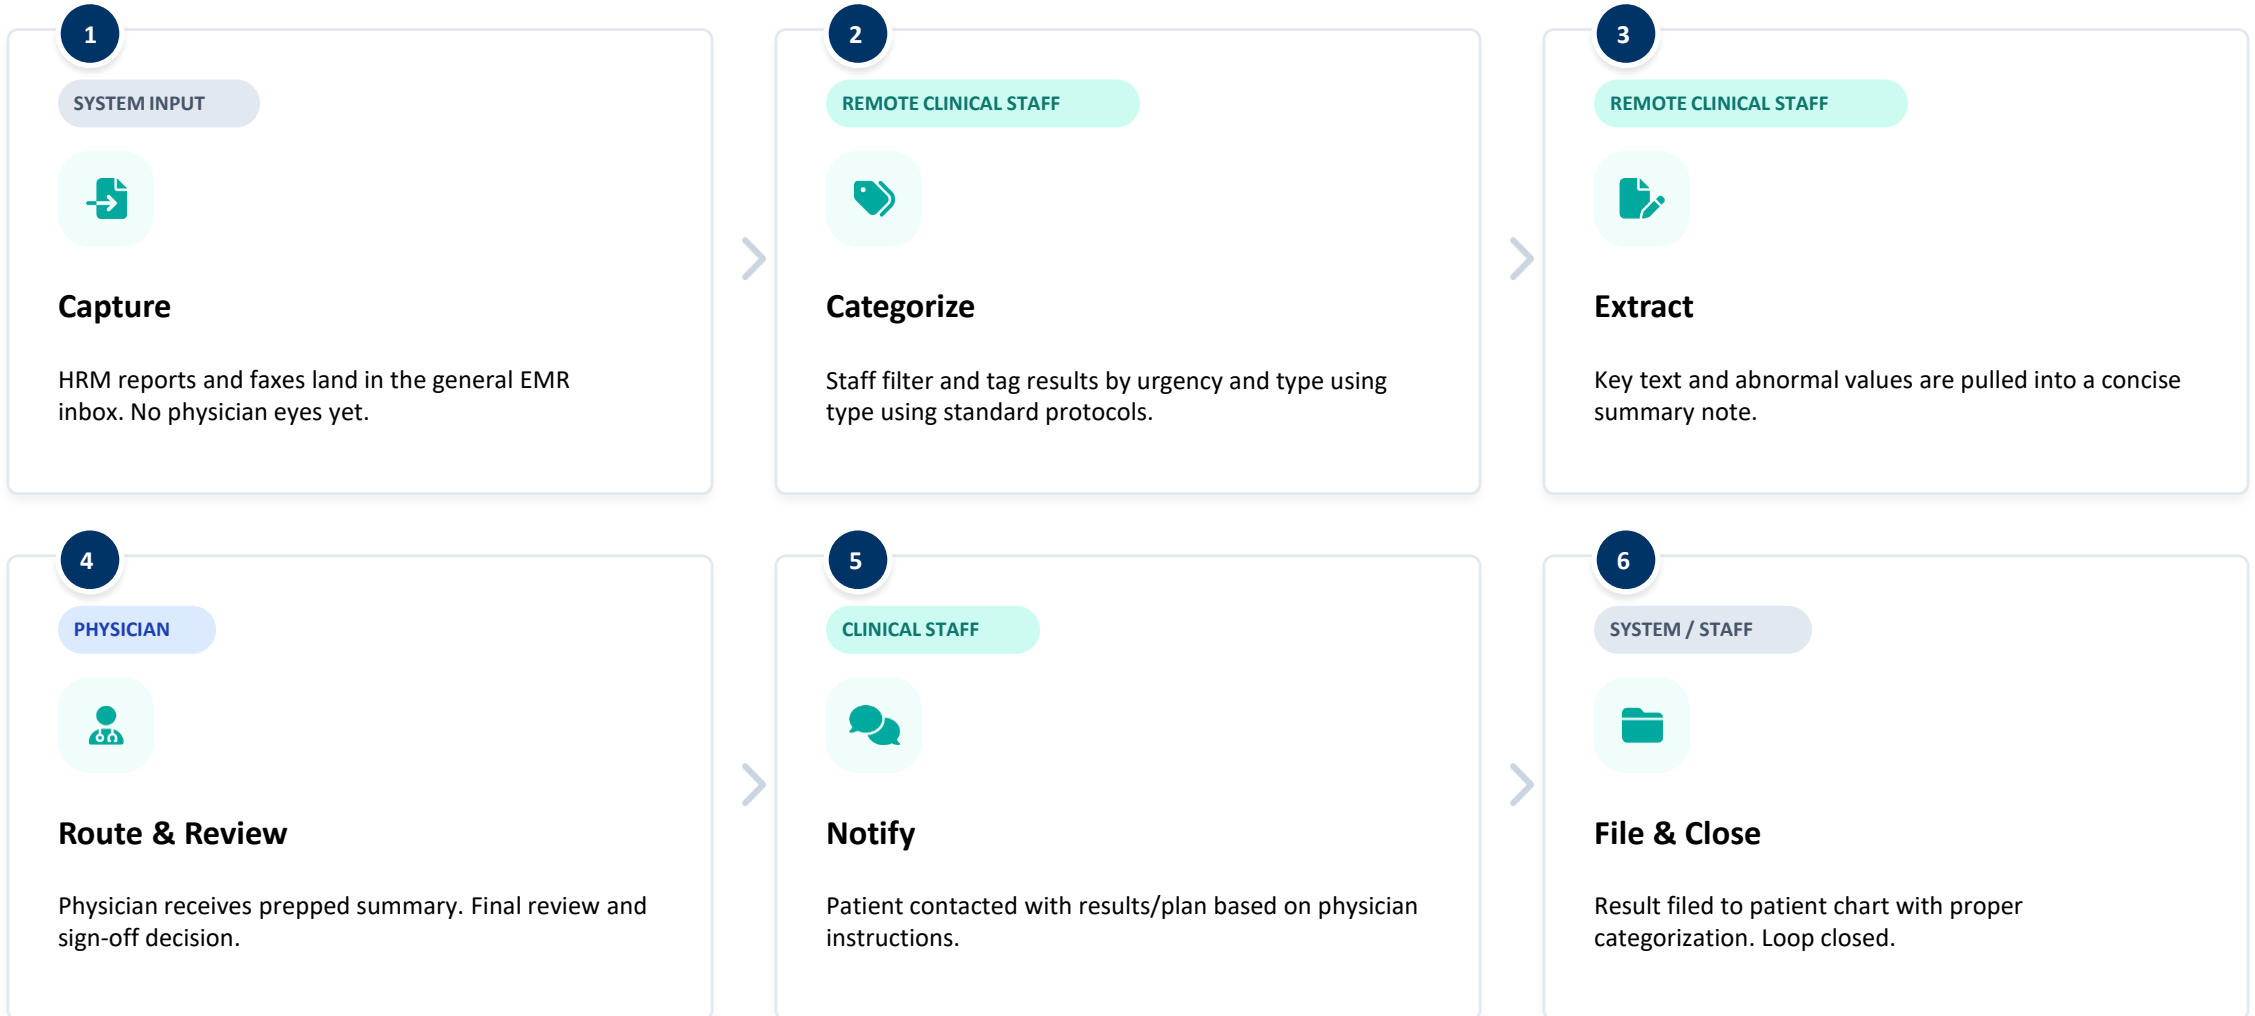 1
SYSTEM INPUT
Capture
HRM reports and faxes land in the general EMR
inbox. No physician eyes yet.
2
REMOTE CLINICAL STAFF
Categorize
Staff filter and tag results by urgency and type using
type using standard protocols.
3
REMOTE CLINICAL STAFF
Extract
Key text and abnormal values are pulled into a concise
summary note.
4
PHYSICIAN
Route & Review
Physician receives prepped summary. Final review and
sign-off decision.
5
CLINICAL STAFF
Notify
Patient contacted with results/plan based on physician
instructions.
6
SYSTEM / STAFF
File & Close
Result filed to patient chart with proper
categorization. Loop closed.